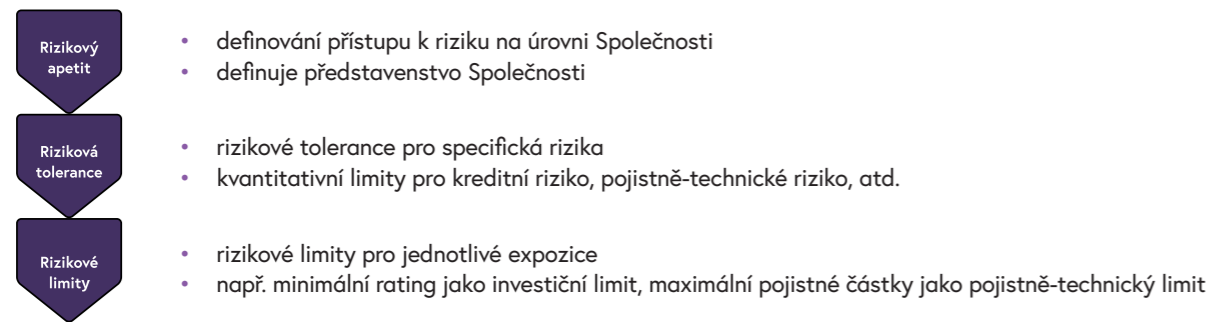 Rizikový
apetit
• definování přístupu k riziku na úrovni Společnosti
• definuje představenstvo Společnosti
Riziková
tolerance
• rizikové tolerance pro specifická rizika
• kvantitativní limity pro kreditní riziko, pojistně-technické riziko, atd.
Rizikové
limity
• rizikové limity pro jednotlivé expozice
• např. minimální rating jako investiční limit, maximální pojistné částky jako pojistně-technický limit